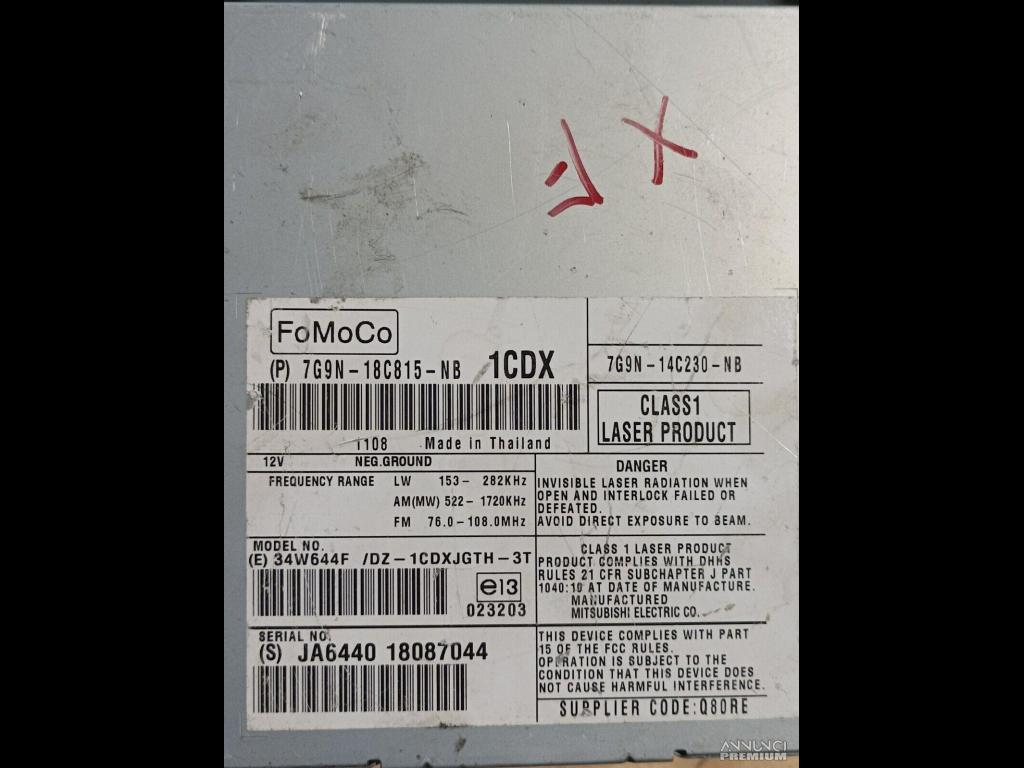 FoMoCo
(P) 7G9N-18C815-NB 1CDX
7G9N-14C230-NB
CLASS1
LASER PRODUCT
1108 Made in Thailand
12V NEG.GROUND
FREQUENCY RANGE LW 153- 282KHz
AM(MW) 522- 1720KHz
FM 76.0-108.0MHz
DANGER
INVISIBLE LASER RADIATION WHEN
OPEN AND INTERLOCK FAILED OR
DEFEATED.
AVOID DIRECT EXPOSURE TO BEAM.
MODEL NO.
(E) 34W644F /DZ-1CDXJGTH-3T
e13
023203
CLASS 1 LASER PRODUCT
PRODUCT COMPLIES WITH DHHS
RULES 21 CFR SUBCHAPTER J PART
1040:10 AT DATE OF MANUFACTURE.
MANUFACTURED
MITSUBISHI ELECTRIC CO.
SERIAL NO.
(S) JA6440 18087044
THIS DEVICE COMPLIES WITH PART
15 OF THE FCC RULES.
OPERATION IS SUBJECT TO THE
CONDITION THAT THIS DEVICE DOES
NOT CAUSE HARMFUL INTERFERENCE.
SUPPLIER CODE:Q80RE
ANNUNCI
PREMIUM